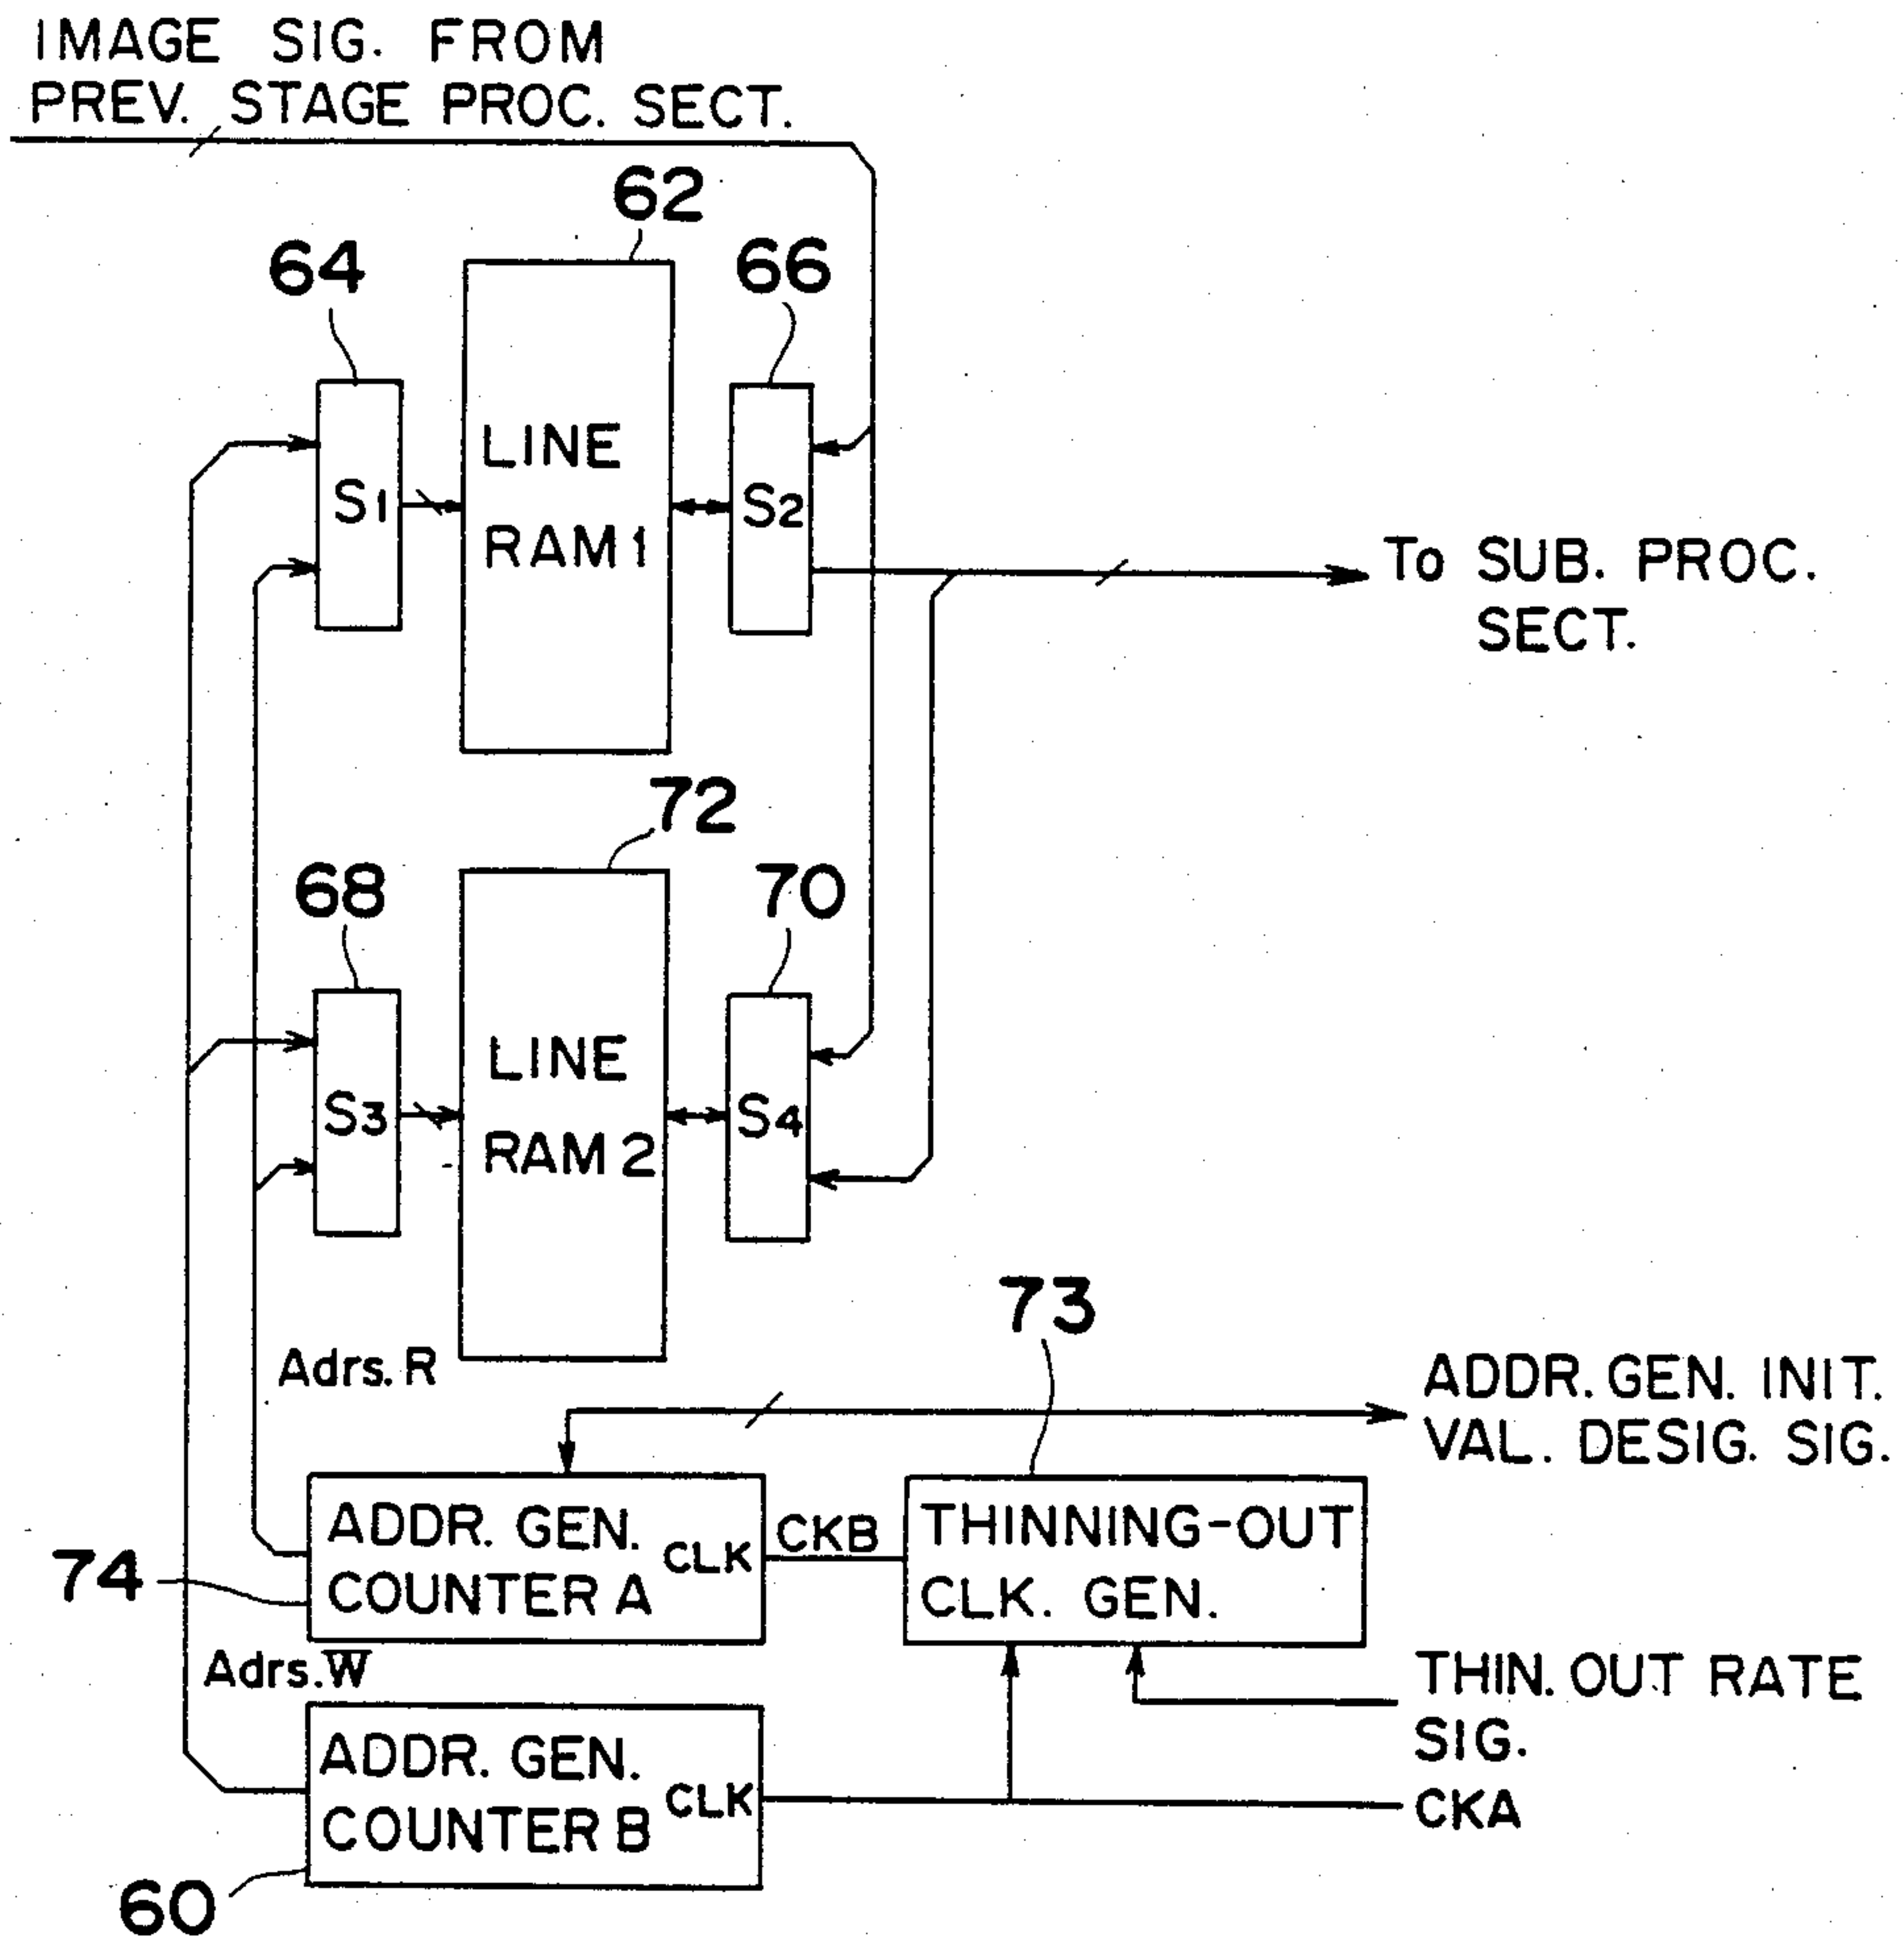 IMAGE SIG. FROM
PREV. STAGE PROC. SECT.
62
64
66
S1
LINE
RAM 1
S2
To SUB. PROC.
SECT.
72
68
70
S3
LINE
RAM 2
S4
73
Adrs. R
ADDR. GEN. INIT.
VAL. DESIG. SIG.
ADDR. GEN.
COUNTER A
CLK
CKB
THINNING-OUT
CLK. GEN.
74
Adrs. W
THIN. OUT RATE
SIG.
ADDR. GEN.
COUNTER B
CLK
CKA
60